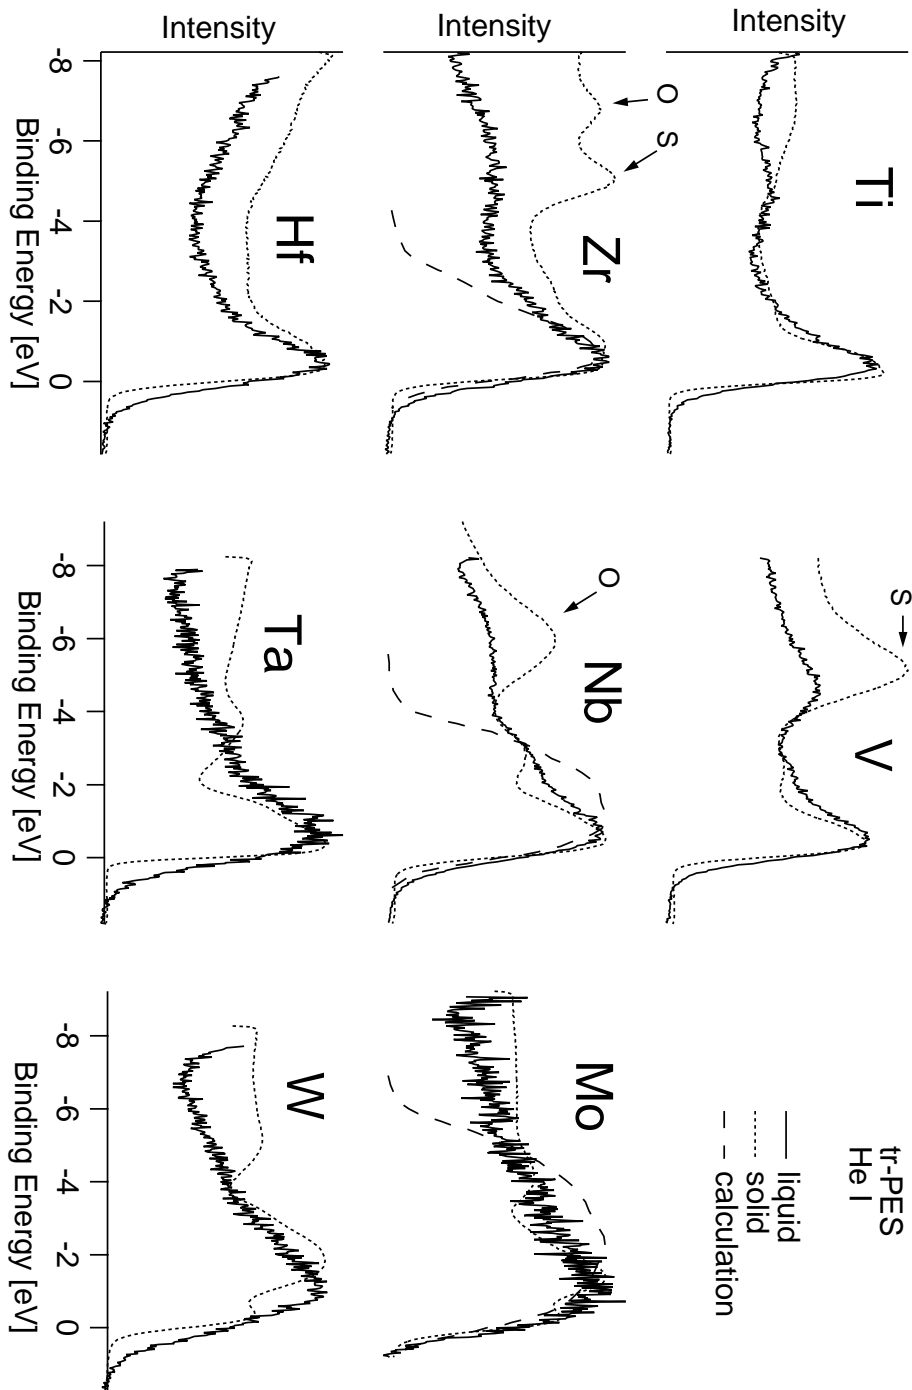 tr-PES
He I
liquid
solid
calculation
Intensity
Ti
S
V
Intensity
O
S
Zr
O
Nb
Mo
Intensity
Hf
Ta
W
-8
-6
-4
-2
0
Binding Energy [eV]
-8
-6
-4
-2
0
Binding Energy [eV]
-8
-6
-4
-2
0
Binding Energy [eV]